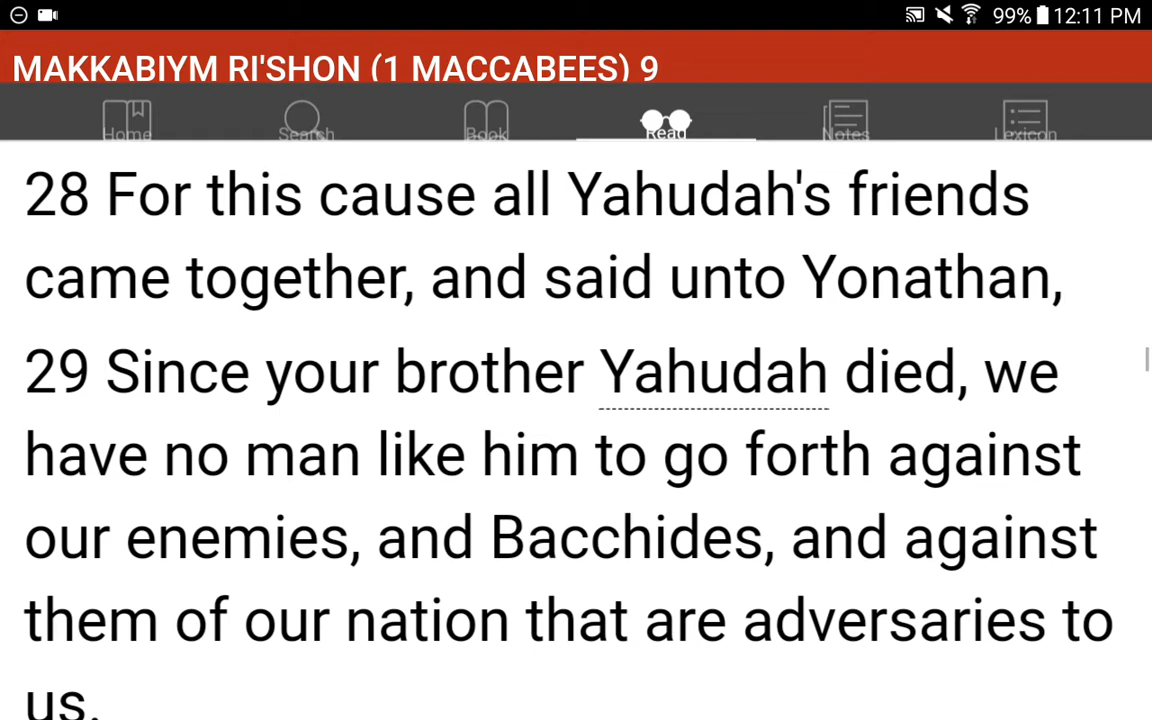 99% 12:11 PM
MAKKABIYM RI'SHON (1 MACCABEES) 9
Home Search Book Read Notes Lexicon
28 For this cause all Yahudah's friends
came together, and said unto Yonathan,
29 Since your brother Yahudah died, we
have no man like him to go forth against
our enemies, and Bacchides, and against
them of our nation that are adversaries to
us.